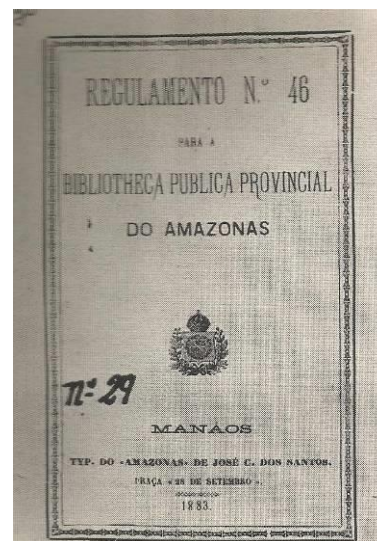 REGULAMENTO N.º 46
PARA A
BIBLIOTHECA PUBLICA PROVINCIAL
DO AMAZONAS
nº 29
MANÁOS
TYP. DO «AMAZONAS» DE JOSÉ C. DOS SANTOS.
PRAÇA «28 DE SETEMBRO».
1883.